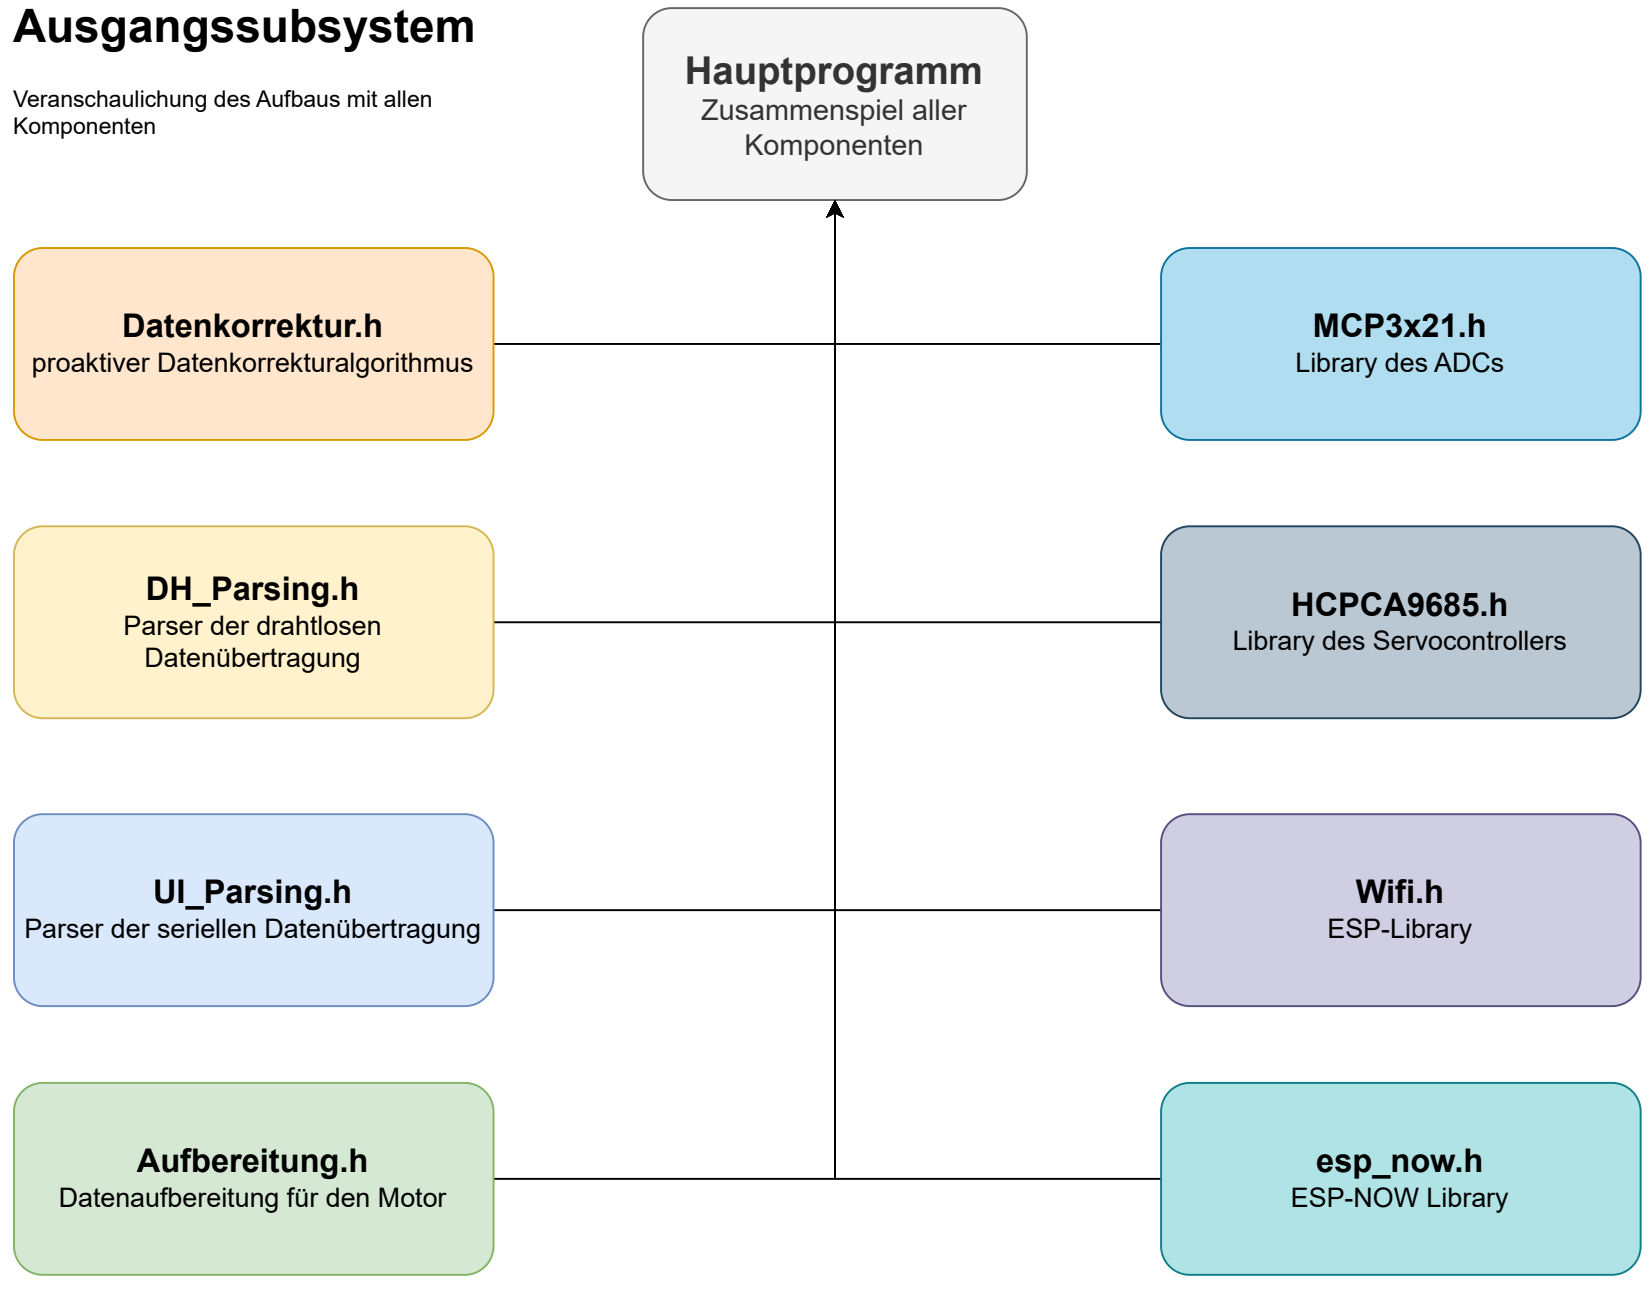 Ausgangssubsystem
Veranschaulichung des Aufbaus mit allen
Komponenten
Hauptprogramm
Zusammenspiel aller
Komponenten
Datenkorrektur.h
proaktiver Datenkorrekturalgorithmus
MCP3x21.h
Library des ADCs
DH_Parsing.h
Parser der drahtlosen
Datenübertragung
HCPCA9685.h
Library des Servocontrollers
UI_Parsing.h
Parser der seriellen Datenübertragung
Wifi.h
ESP-Library
Aufbereitung.h
Datenaufbereitung für den Motor
esp_now.h
ESP-NOW Library